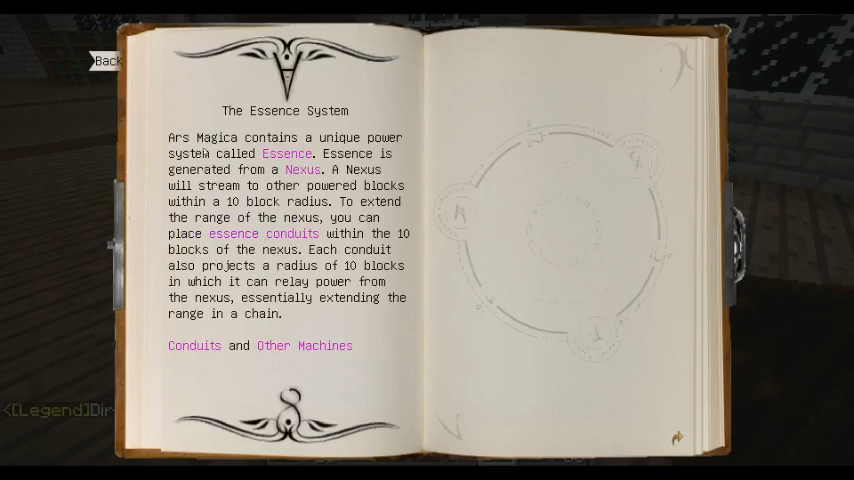 Back
The Essence System
Ars Magica contains a unique power
system called Essence. Essence is
generated from a Nexus. A Nexus
will stream to other powered blocks
within a 10 block radius. To extend
the range of the nexus, you can
place essence conduits within the 10
blocks of the nexus. Each conduit
also projects a radius of 10 blocks
in which it can relay power from
the nexus, essentially extending the
range in a chain.
Conduits and Other Machines
<[Legend]Dir